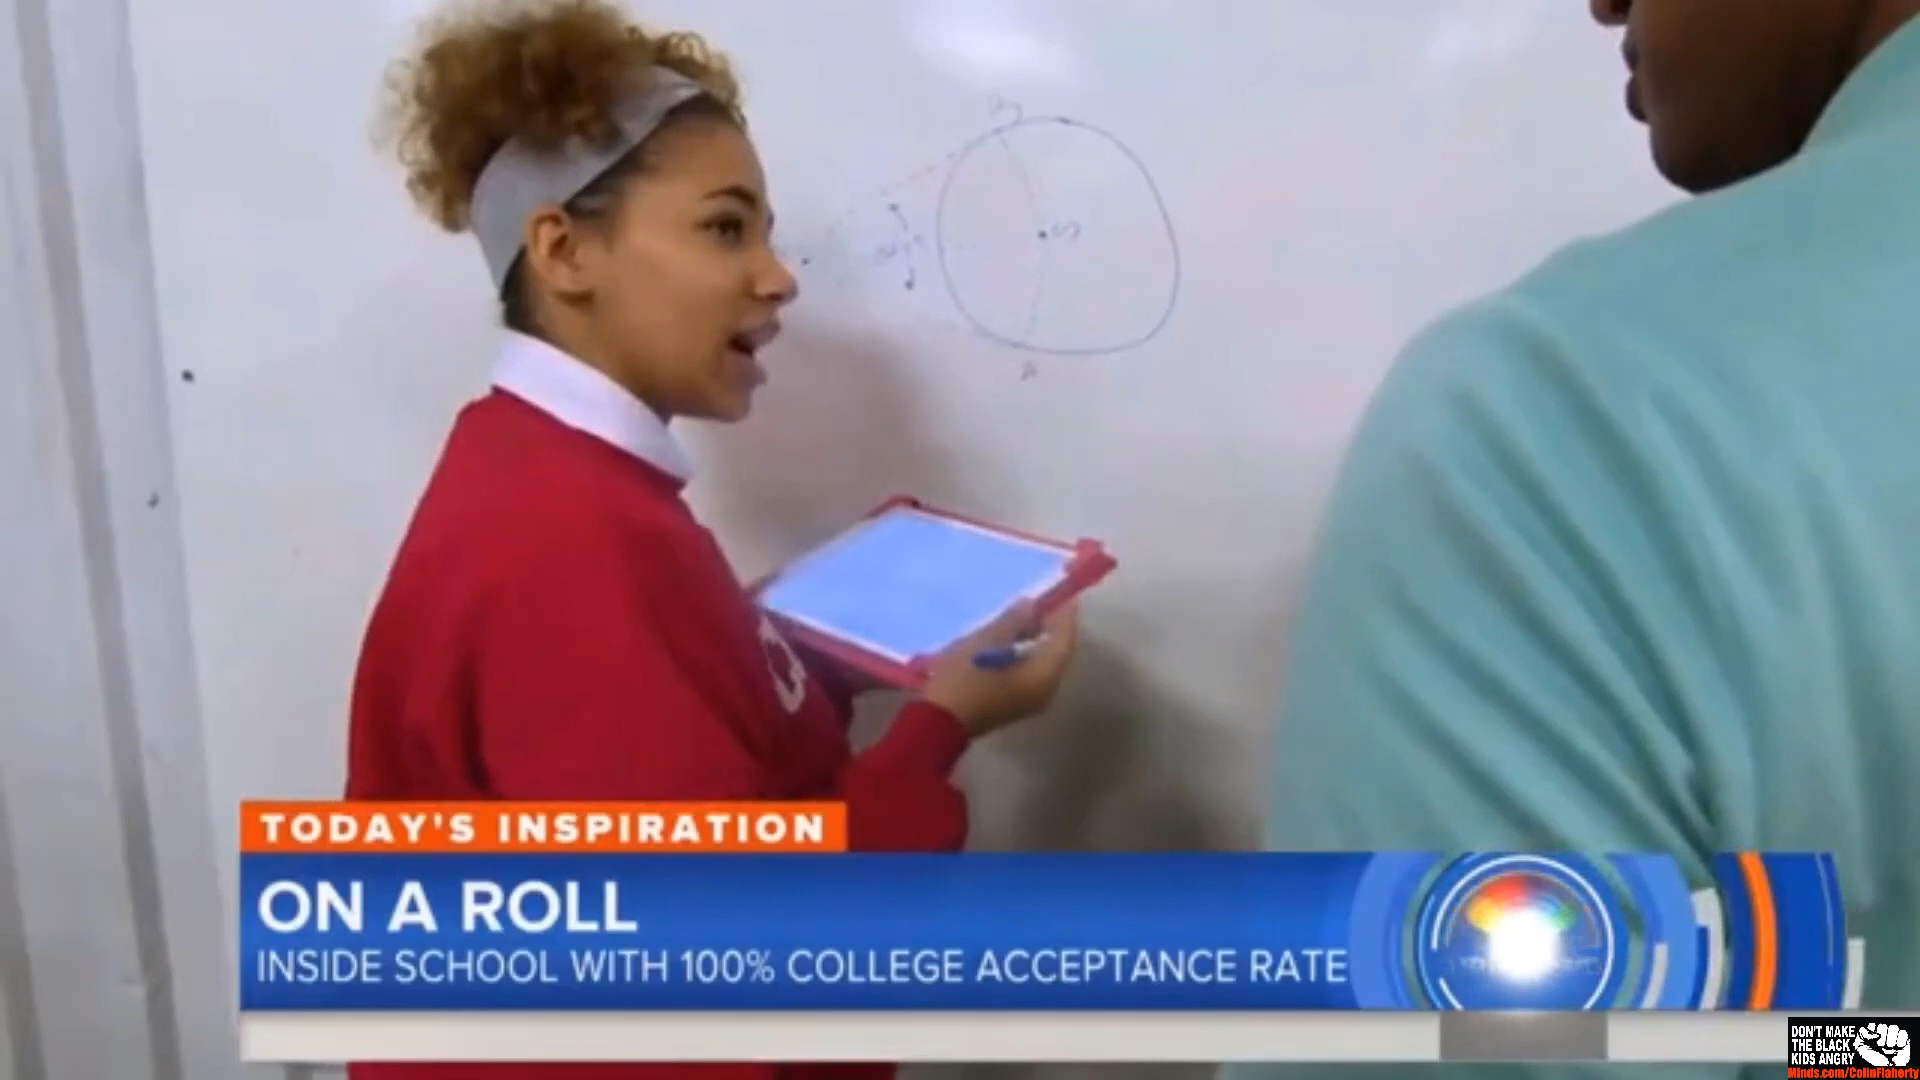 TODAY'S INSPIRATION
ON A ROLL
INSIDE SCHOOL WITH 100% COLLEGE ACCEPTANCE RATE
DON'T MAKE
THE BLACK
KIDS ANGRY
Minds.com/ColinFlaherty